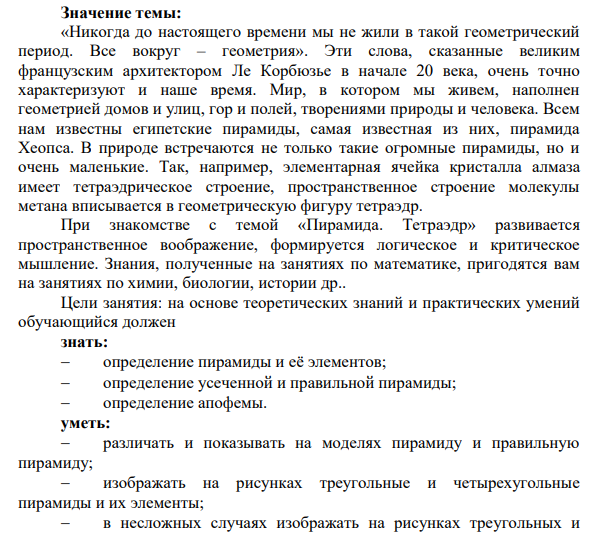 Значение темы:
«Никогда до настоящего времени мы не жили в такой геометрический
период. Все вокруг – геометрия». Эти слова, сказанные великим
французским архитектором Ле Корбюзье в начале 20 века, очень точно
характеризуют и наше время. Мир, в котором мы живем, наполнен
геометрией домов и улиц, гор и полей, творениями природы и человека. Всем
нам известны египетские пирамиды, самая известная из них, пирамида
Хеопса. В природе встречаются не только такие огромные пирамиды, но и
очень маленькие. Так, например, элементарная ячейка кристалла алмаза
имеет тетраэдрическое строение, пространственное строение молекулы
метана вписывается в геометрическую фигуру тетраэдр.
При знакомстве с темой «Пирамида. Тетраэдр» развивается
пространственное воображение, формируется логическое и критическое
мышление. Знания, полученные на занятиях по математике, пригодятся вам
на занятиях по химии, биологии, истории др..
Цели занятия: на основе теоретических знаний и практических умений
обучающийся должен
знать:
– определение пирамиды и её элементов;
– определение усеченной и правильной пирамиды;
– определение апофемы.
уметь:
– различать и показывать на моделях пирамиду и правильную
пирамиду;
– изображать на рисунках треугольные и четырехугольные
пирамиды и их элементы;
– в несложных случаях изображать на рисунках треугольных и